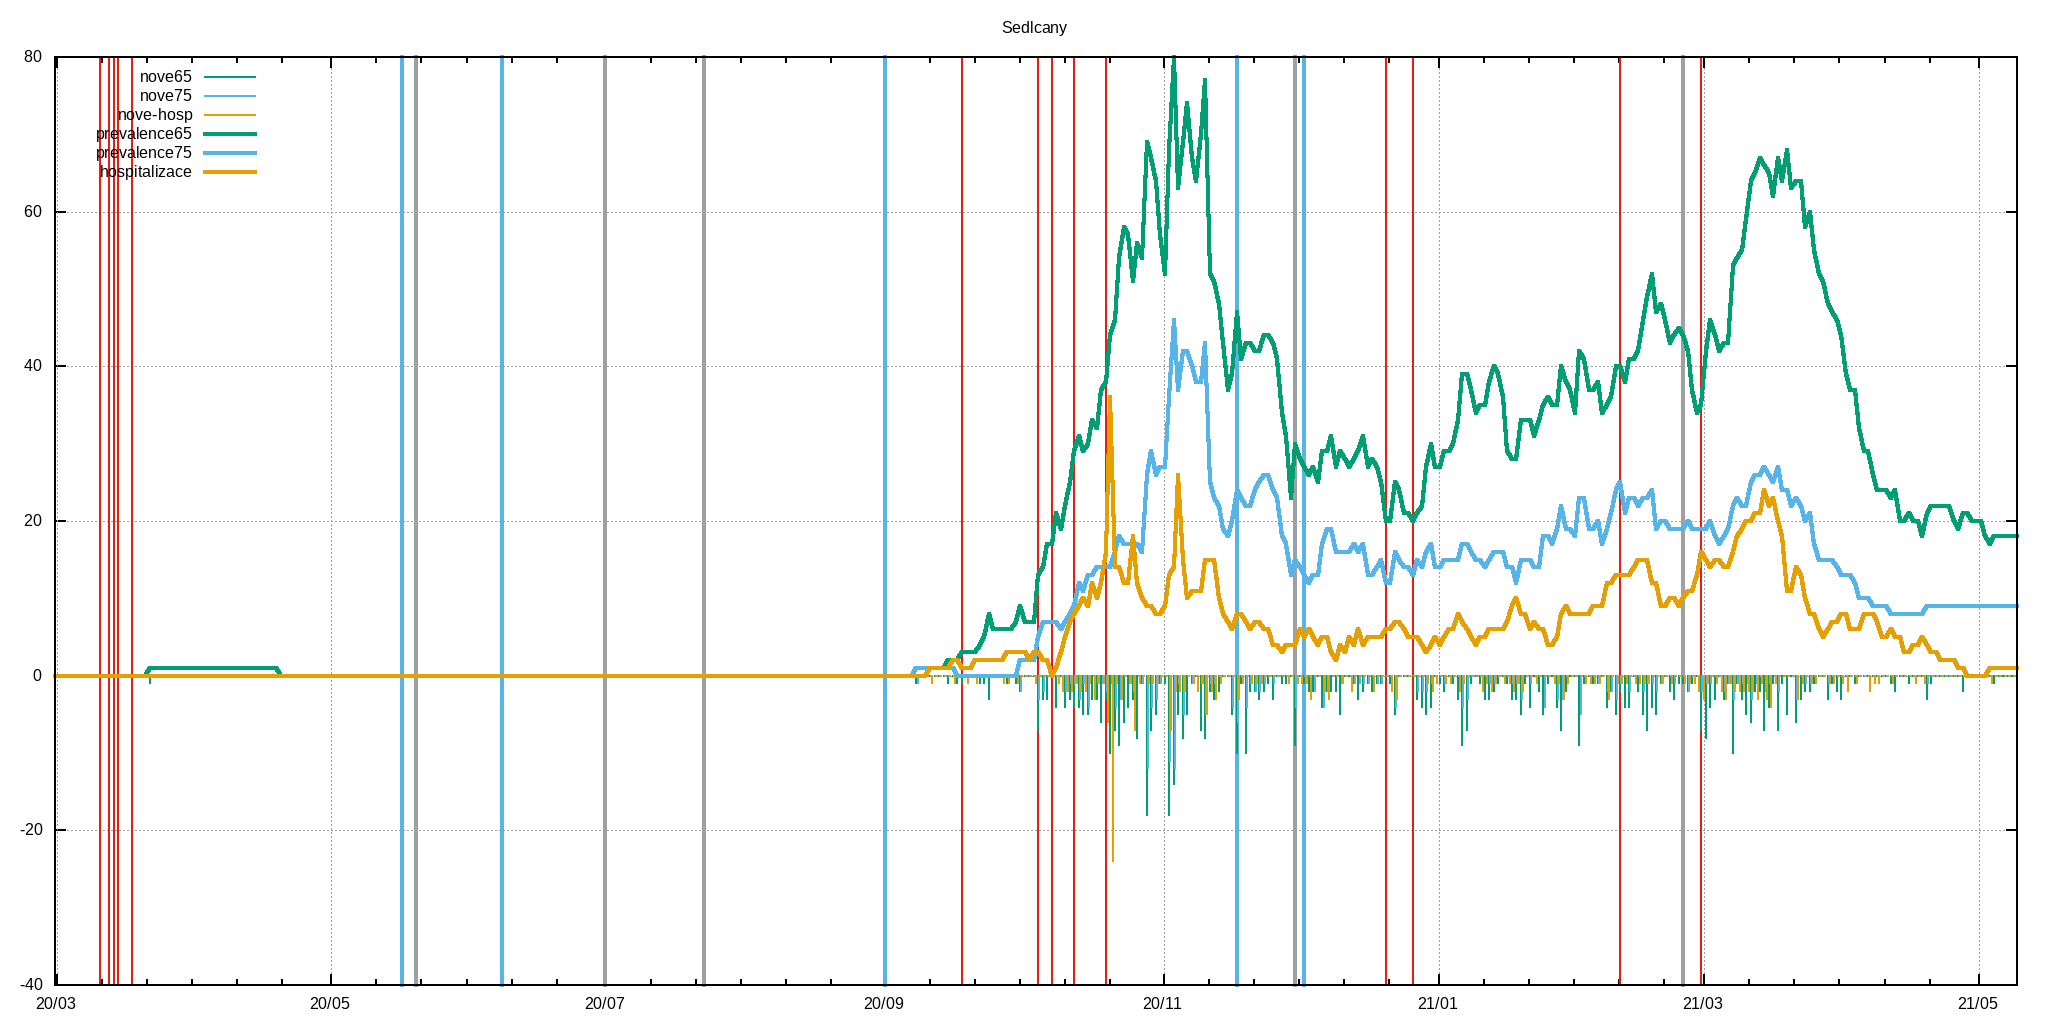 Sedlcany
80
60
40
20
0
-20
-40
nove65
nove75
nove-hosp
prevalence65
prevalence75
hospitalizace
20/03 20/05 20/07 20/09 20/11 21/01 21/03 21/05